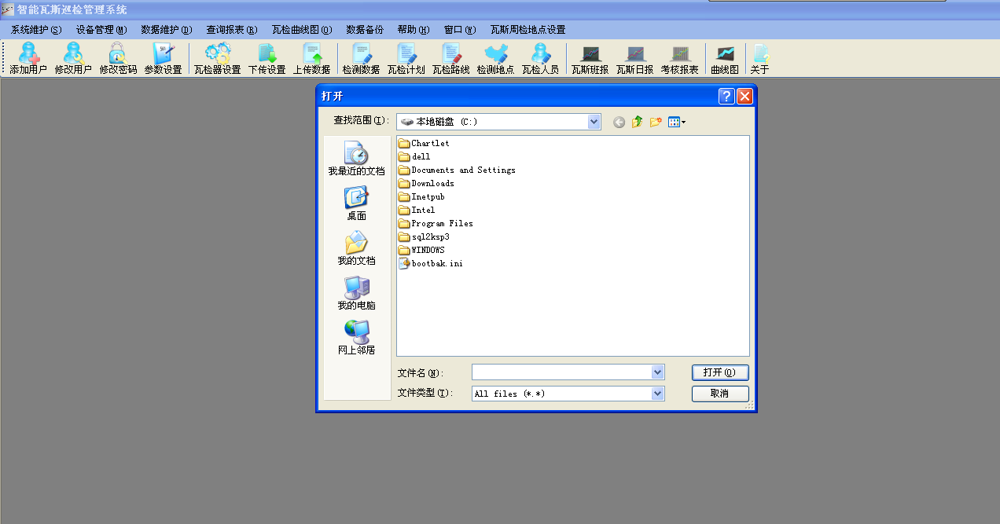 智能瓦斯巡检管理系统
系统维护(S) 设备管理(M) 数据维护(D) 查询报表(R) 瓦检曲线图(O) 数据备份 帮助(H) 窗口(W) 瓦斯周检地点设置
添加用户 修改用户 修改密码 参数设置 瓦检器设置 下传设置 上传数据 检测数据 瓦检计划 瓦检路线 检测地点 瓦检人员 瓦斯班报 瓦斯日报 考核报表 曲线图 关于
打开
查找范围(I): 本地磁盘 (C:)
我最近的文档
桌面
我的文档
我的电脑
网上邻居
Chartlet
dell
Documents and Settings
Downloads
Inetpub
Intel
Program Files
sql2ksp3
WINDOWS
bootbak.ini
文件名(N): 打开(O)
文件类型(T): All files (*.*) 取消